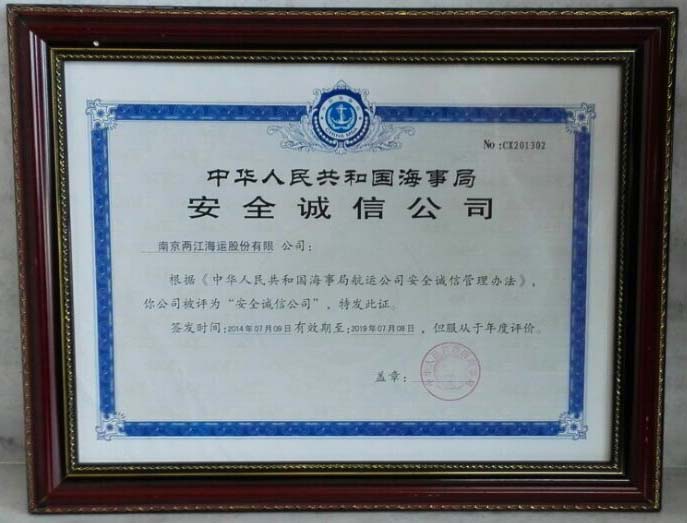 No:CX201302
中华人民共和国海事局
安全诚信公司
南京两江海运股份有限 公司：
根据《中华人民共和国海事局航运公司安全诚信管理办法》，
你公司被评为“安全诚信公司”，特发此证。
签发时间：2014年07月09日有效期至：2019年07月08日，但服从于年度评价。
盖章：